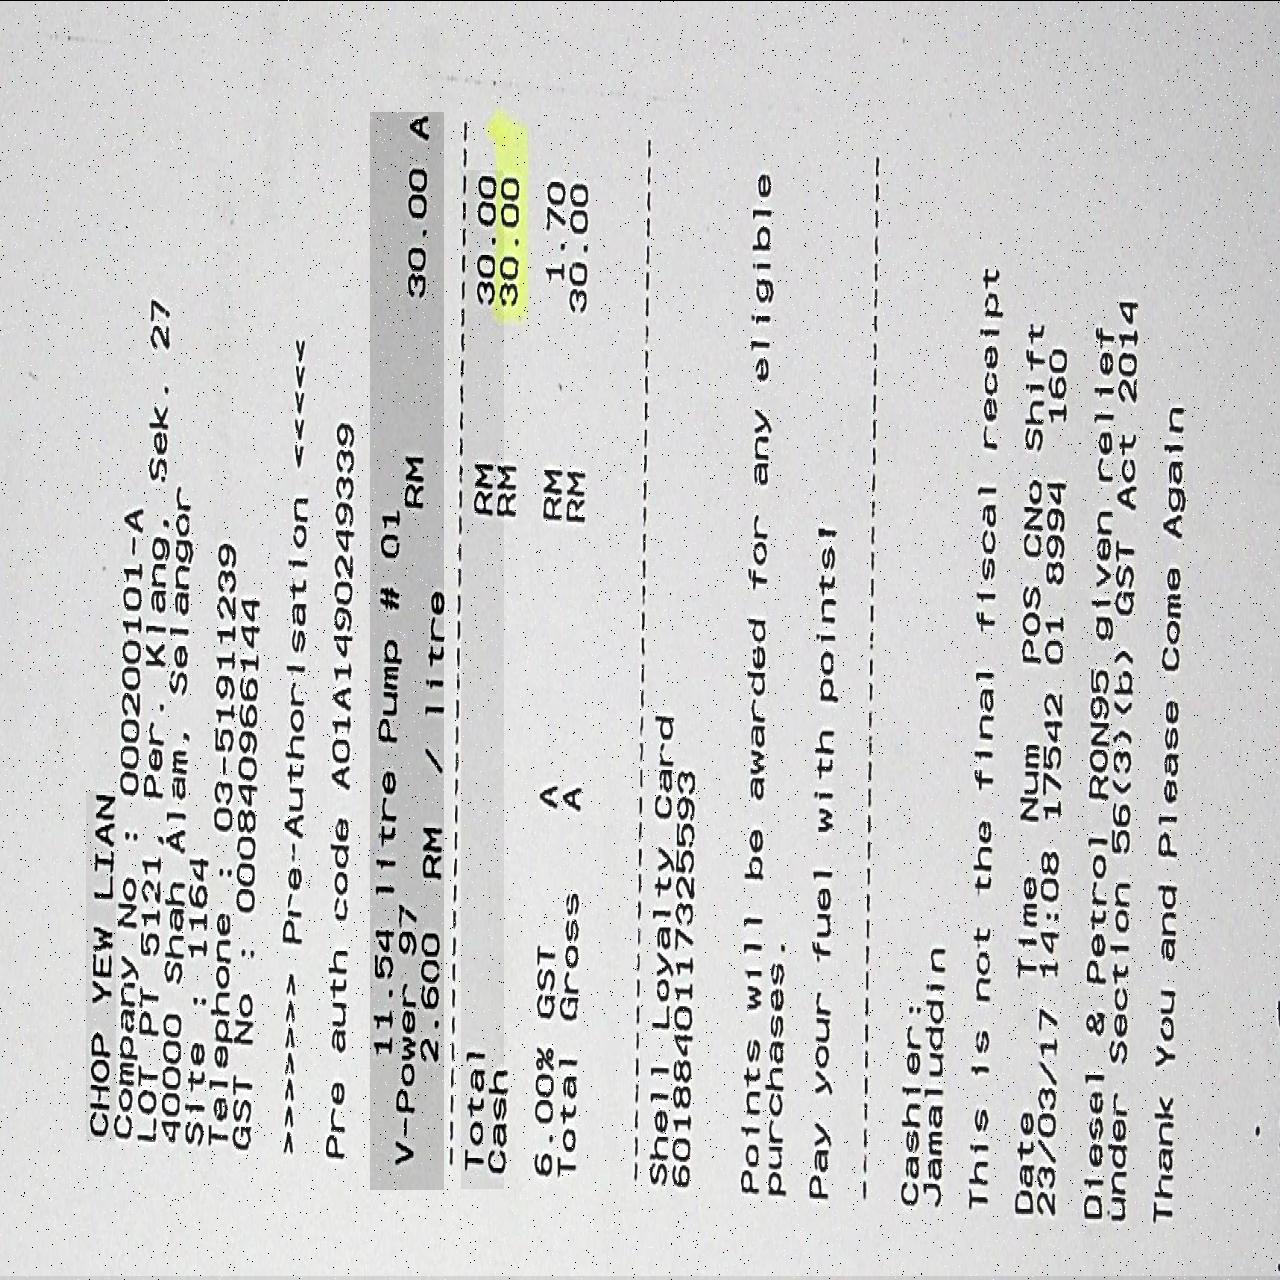 CHOP YEW LIAN
Company No : 000200101-A
LOT PT 5121, Per. Klang, Sek. 27
40000 Shah Alam, Selangor
Site : 1164
Telephone : 03-51911239
GST No : 000840966144
>>>>>>> Pre-Authorisation <<<<<
Pre auth code A01A1490249339
11.54 litre Pump # 01
V-Power 97 RM 30.00 A
2.600 RM / litre
Total RM 30.00
Cash RM 30.00
6.00% GST A RM 1.70
Total Gross A RM 30.00
Shell Loyalty Card
6018840117325593
Points will be awarded for any eligible
purchases.
Pay your fuel with points!
Cashier:
Jamaluddin
This is not the final fiscal receipt
Date Time Num POS CNo Shift
23/03/17 14:08 17542 01 8994 160
Diesel & Petrol RON95 given relief
under Section 56(3)(b) GST Act 2014
Thank You and Please Come Again